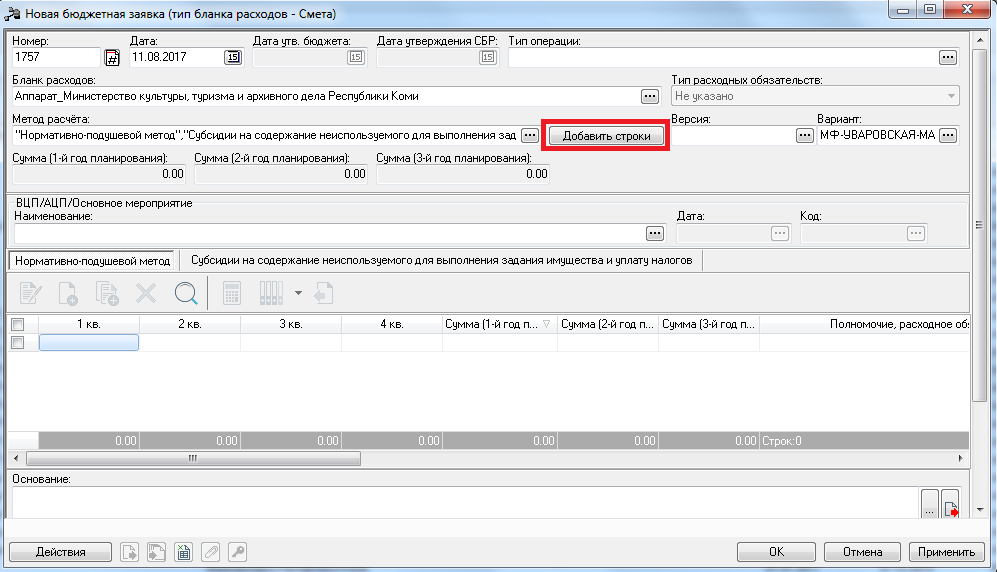 Новая бюджетная заявка (тип бланка расходов - Смета)
Номер: Дата: Дата утв. бюджета: Дата утверждения СБР: Тип операции:
1757 11.08.2017 15 15 15 ...
Бланк расходов: Тип расходных обязательств:
Аппарат_Министерство культуры, туризма и архивного дела Республики Коми ... Не указано
Метод расчёта: Версия: Вариант:
"Нормативно-подушевой метод","Субсидии на содержание неиспользуемого для выполнения зад ... Добавить строки ... МФ-УВАРОВСКАЯ-МА ...
Сумма (1-й год планирования): Сумма (2-й год планирования): Сумма (3-й год планирования):
0.00 0.00 0.00
ВЦП/АЦП/Основное мероприятие
Наименование: Дата: Код:
... ... ...
Нормативно-подушевой метод Субсидии на содержание неиспользуемого для выполнения задания имущества и уплату налогов
1 кв. 2 кв. 3 кв. 4 кв. Сумма (1-й год п... Сумма (2-й год п... Сумма (3-й год п... Полномочие, расходное обя
0.00 0.00 0.00 0.00 0.00 0.00 0.00 Строк:0
Основание:
...
Действия OK Отмена Применить